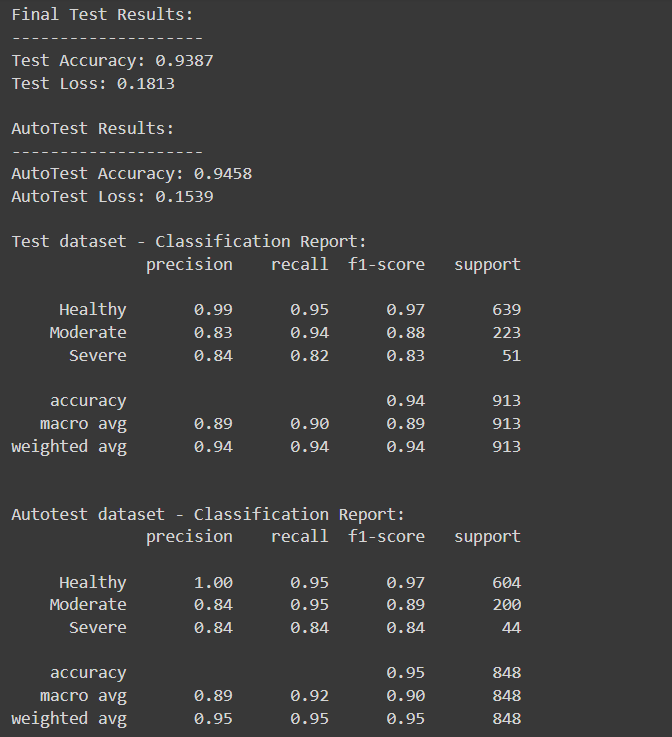 Final Test Results:
--------------------
Test Accuracy: 0.9387
Test Loss: 0.1813
AutoTest Results:
--------------------
AutoTest Accuracy: 0.9458
AutoTest Loss: 0.1539
Test dataset - Classification Report:
precision recall f1-score support
Healthy 0.99 0.95 0.97 639
Moderate 0.83 0.94 0.88 223
Severe 0.84 0.82 0.83 51
accuracy 0.94 913
macro avg 0.89 0.90 0.89 913
weighted avg 0.94 0.94 0.94 913
Autotest dataset - Classification Report:
precision recall f1-score support
Healthy 1.00 0.95 0.97 604
Moderate 0.84 0.95 0.89 200
Severe 0.84 0.84 0.84 44
accuracy 0.95 848
macro avg 0.89 0.92 0.90 848
weighted avg 0.95 0.95 0.95 848